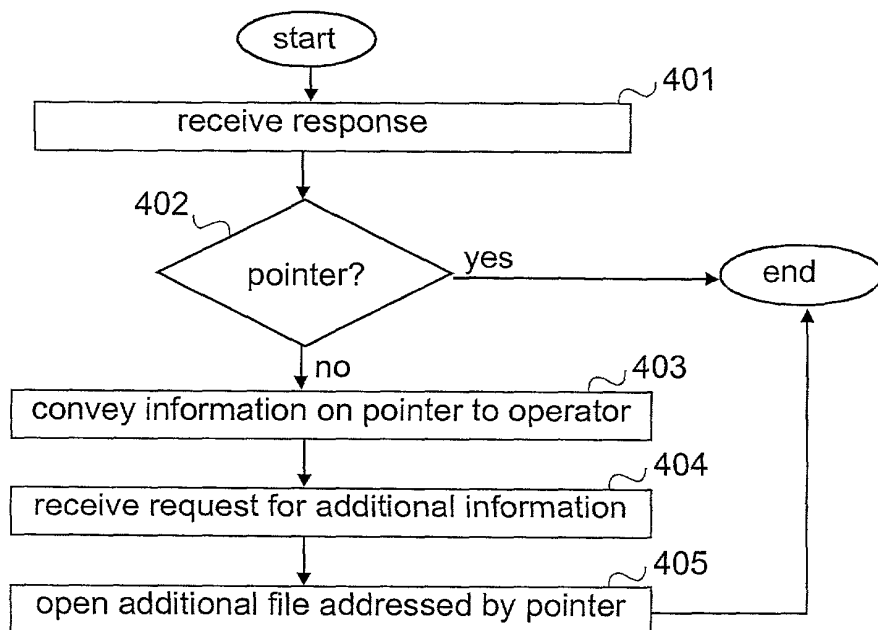 start
401
receive response
402
pointer?
yes
end
no
403
convey information on pointer to operator
404
receive request for additional information
405
open additional file addressed by pointer